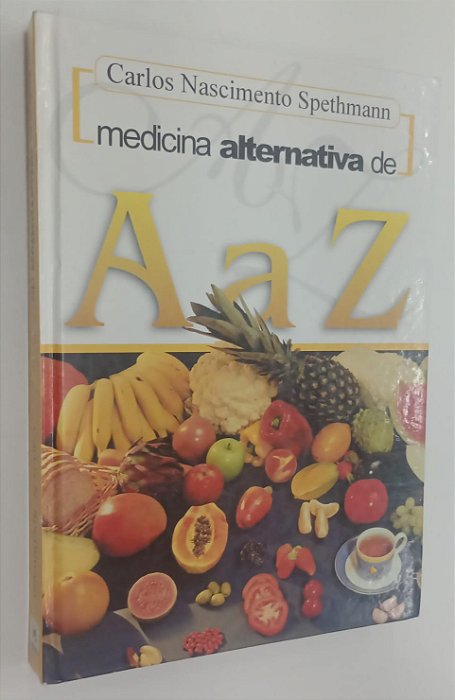 Carlos Nascimento Spethmann
medicina alternativa de
A a Z